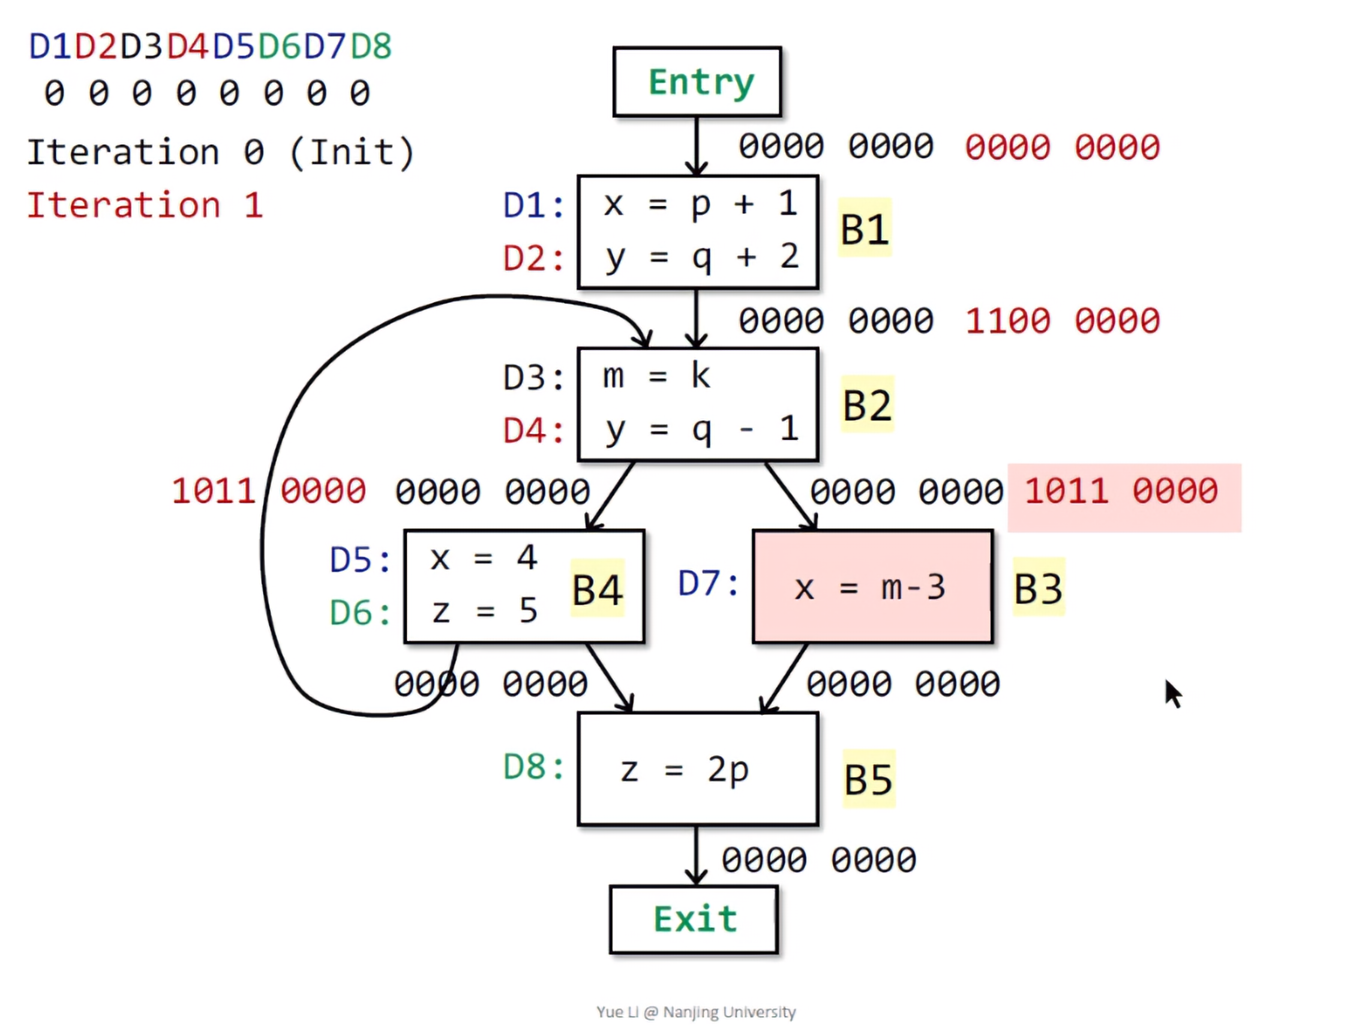 D1D2D3D4D5D6D7D8
0 0 0 0 0 0 0 0
Iteration 0 (Init)
Iteration 1
Entry
0000 0000 0000 0000
D1: x = p + 1
D2: y = q + 2
B1
0000 0000 1100 0000
D3: m = k
D4: y = q - 1
B2
1011 0000 0000 0000
0000 0000 1011 0000
D5: x = 4
D6: z = 5
B4
D7: x = m-3
B3
0000 0000
0000 0000
D8: z = 2p
B5
0000 0000
Exit
Yue Li @ Nanjing University